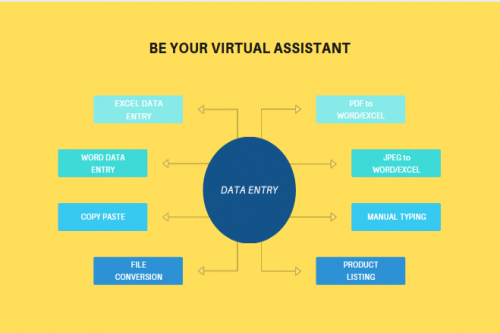 BE YOUR VIRTUAL ASSISTANT
EXCEL DATA
ENTRY
PDF to
WORD/EXCEL
WORD DATA
ENTRY
JPEG to
WORD/EXCEL
DATA ENTRY
COPY PASTE
MANUAL TYPING
FILE
CONVERSION
PRODUCT
LISTING